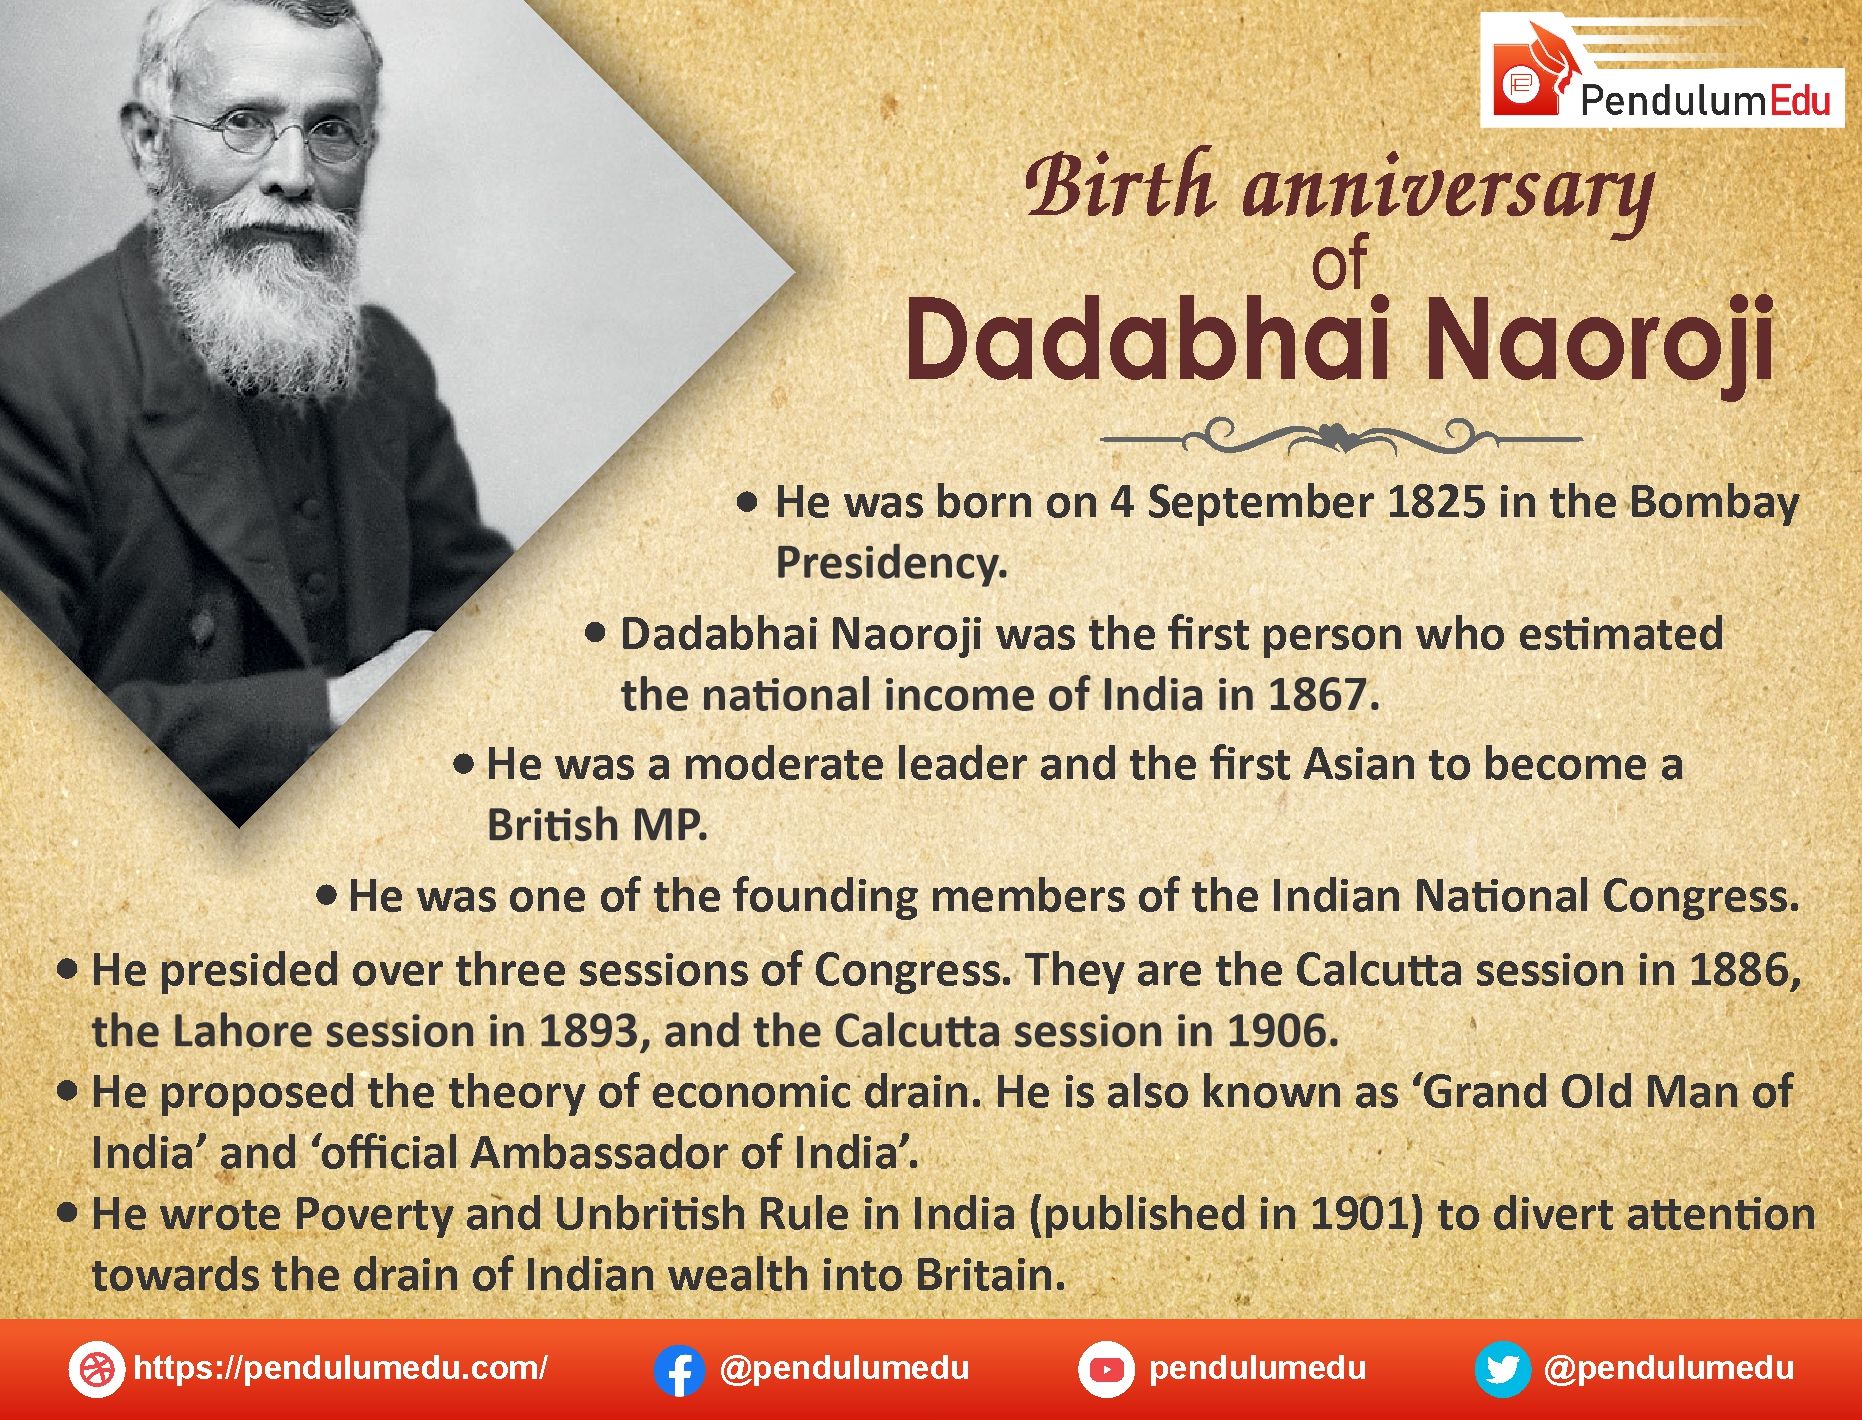 PendulumEdu
Birth anniversary
of
Dadabhai Naoroji
• He was born on 4 September 1825 in the Bombay
Presidency.
• Dadabhai Naoroji was the first person who estimated
the national income of India in 1867.
• He was a moderate leader and the first Asian to become a
British MP.
• He was one of the founding members of the Indian National Congress.
• He presided over three sessions of Congress. They are the Calcutta session in 1886,
the Lahore session in 1893, and the Calcutta session in 1906.
• He proposed the theory of economic drain. He is also known as ‘Grand Old Man of
India’ and ‘official Ambassador of India’.
• He wrote Poverty and Unbritish Rule in India (published in 1901) to divert attention
towards the drain of Indian wealth into Britain.
https://pendulumedu.com/ @pendulumedu pendulumedu @pendulumedu